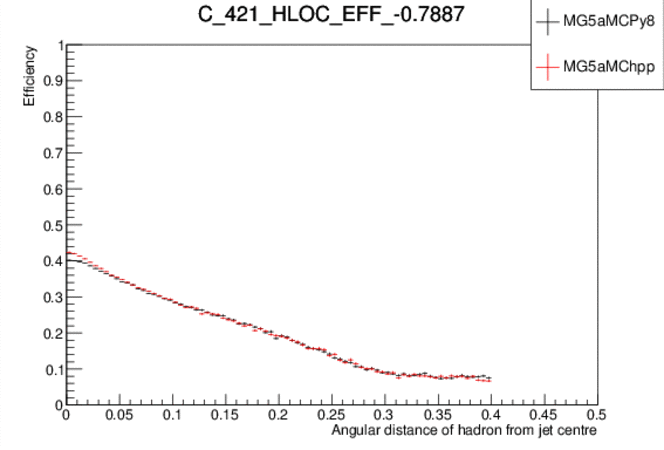 C_421_HLOC_EFF_-0.7887
MG5aMCPy8
MG5aMChpp
Efficiency
1
0.9
0.8
0.7
0.6
0.5
0.4
0.3
0.2
0.1
0
0 0.05 0.1 0.15 0.2 0.25 0.3 0.35 0.4 0.45 0.5
Angular distance of hadron from jet centre